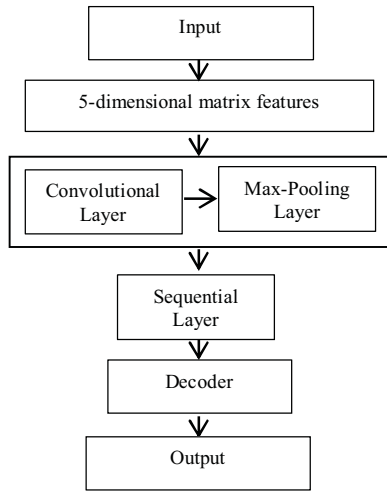 Input
5-dimensional matrix features
Convolutional
Layer
Max-Pooling
Layer
Sequential
Layer
Decoder
Output